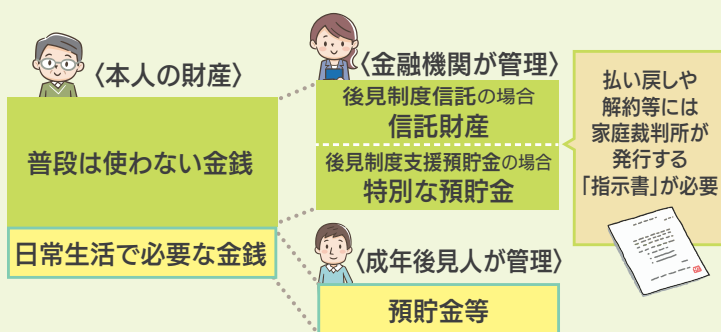 〈本人の財産〉
普段は使わない金銭
日常生活で必要な金銭
〈金融機関が管理〉
後見制度信託の場合
信託財産
後見制度支援預貯金の場合
特別な預貯金
〈成年後見人が管理〉
預貯金等
払い戻しや
解約等には
家庭裁判所が
発行する
「指示書」が必要